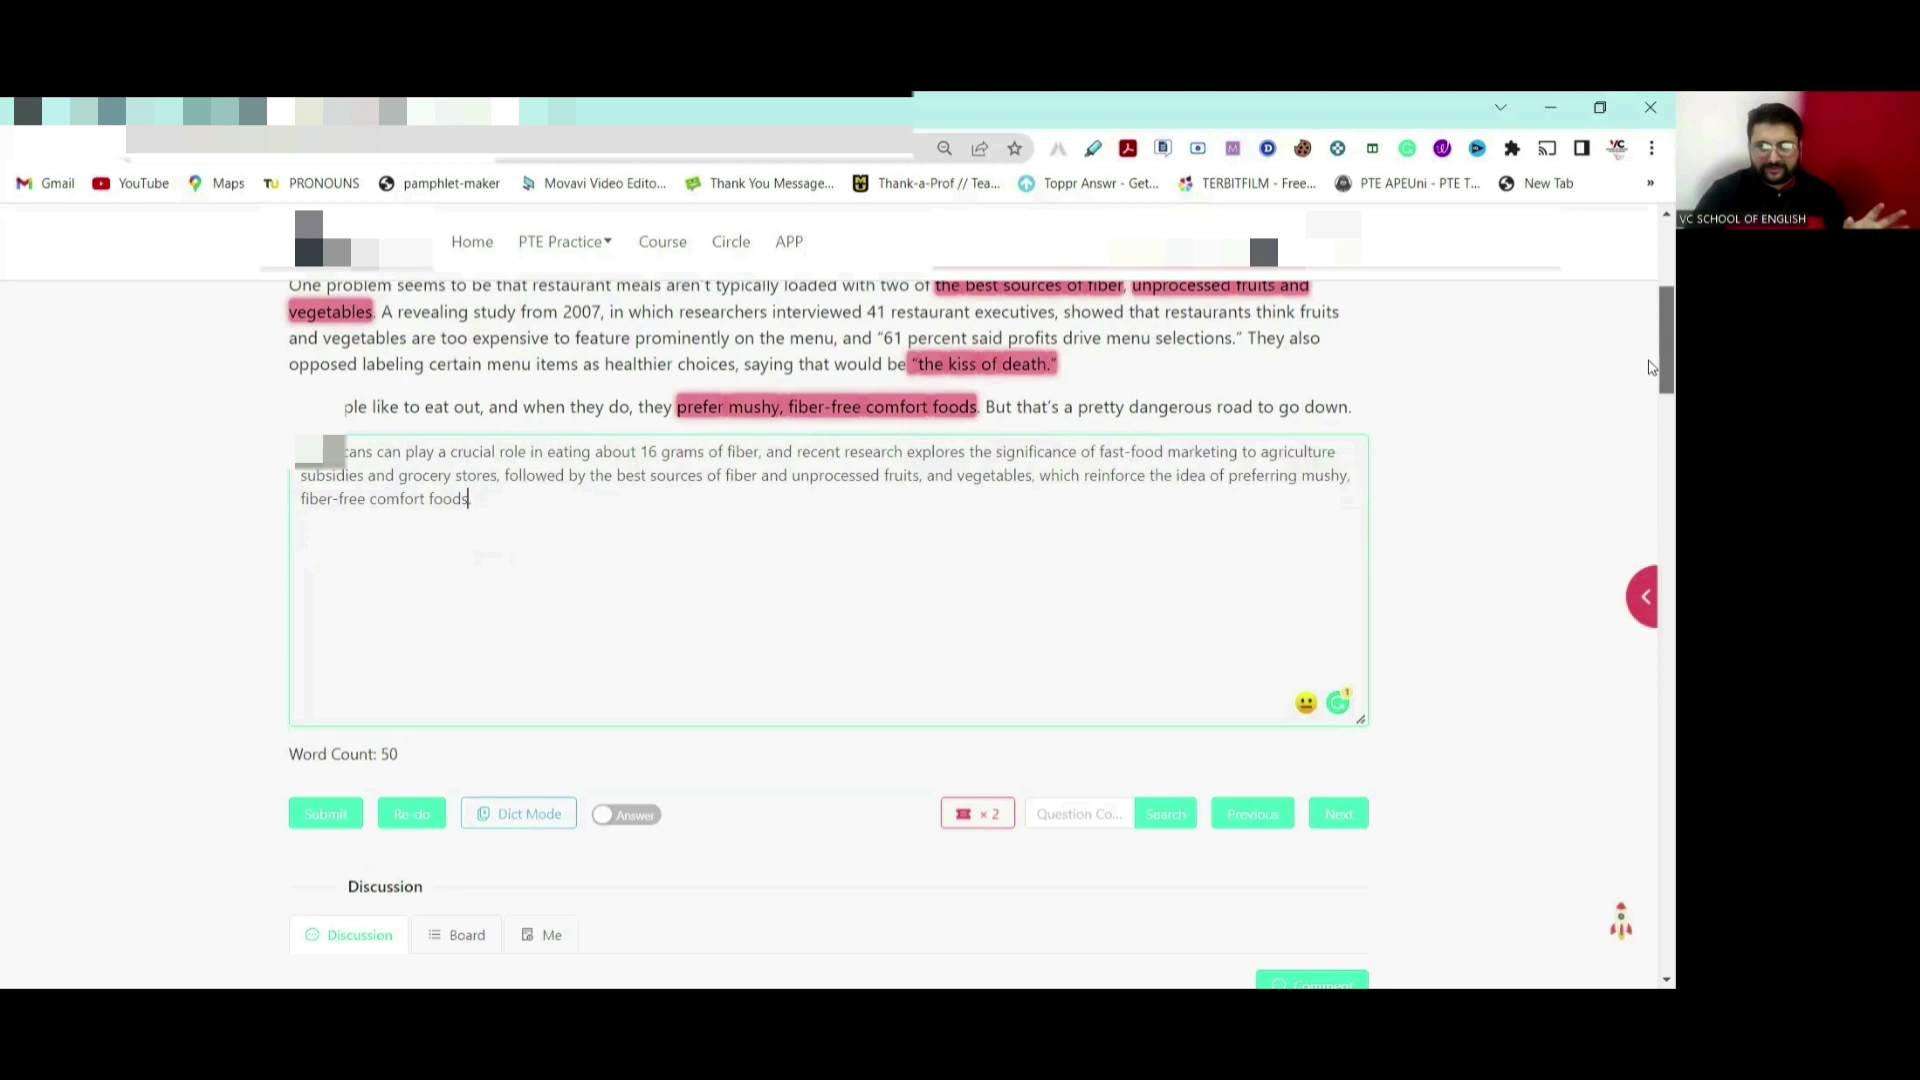 Gmail YouTube Maps TU PRONOUNS pamphlet-maker Movavi Video Edito... Thank You Message... Thank-a-Prof // Tea... Toppr Answr - Get... TERBITFILM - Free... PTE APEUni - PTE T... New Tab »
VC SCHOOL OF ENGLISH
Home PTE Practice Course Circle APP
One problem seems to be that restaurant meals aren't typically loaded with two of the best sources of fiber, unprocessed fruits and
vegetables. A revealing study from 2007, in which researchers interviewed 41 restaurant executives, showed that restaurants think fruits
and vegetables are too expensive to feature prominently on the menu, and "61 percent said profits drive menu selections." They also
opposed labeling certain menu items as healthier choices, saying that would be "the kiss of death."
ple like to eat out, and when they do, they prefer mushy, fiber-free comfort foods. But that's a pretty dangerous road to go down.
cans can play a crucial role in eating about 16 grams of fiber, and recent research explores the significance of fast-food marketing to agriculture
subsidies and grocery stores, followed by the best sources of fiber and unprocessed fruits, and vegetables, which reinforce the idea of preferring mushy,
fiber-free comfort foods.
1
Word Count: 50
Submit Re-do Dict Mode Answer × 2 Question Co... Search Previous Next
Discussion
Discussion Board Me
Comment